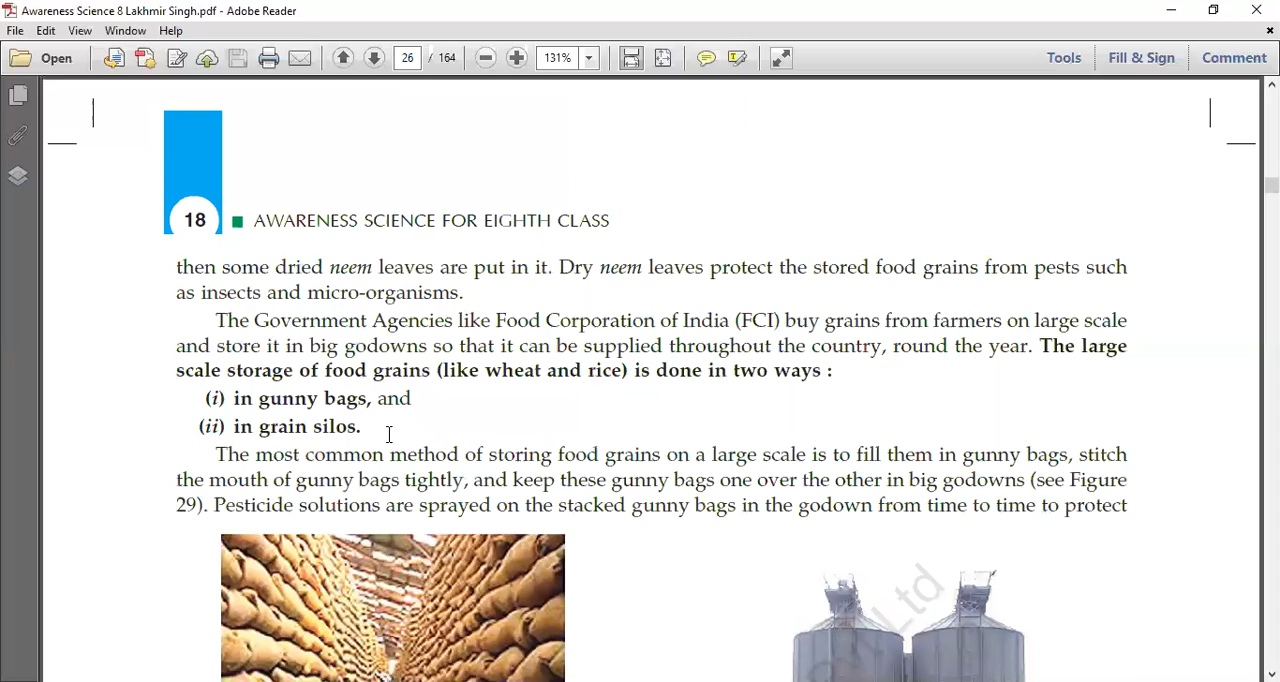 Awareness Science 8 Lakhmir Singh.pdf - Adobe Reader
File Edit View Window Help
Open 26 / 164 131% Tools Fill & Sign Comment
18 AWARENESS SCIENCE FOR EIGHTH CLASS
then some dried neem leaves are put in it. Dry neem leaves protect the stored food grains from pests such
as insects and micro-organisms.
The Government Agencies like Food Corporation of India (FCI) buy grains from farmers on large scale
and store it in big godowns so that it can be supplied throughout the country, round the year. The large
scale storage of food grains (like wheat and rice) is done in two ways :
(i) in gunny bags, and
(ii) in grain silos.
The most common method of storing food grains on a large scale is to fill them in gunny bags, stitch
the mouth of gunny bags tightly, and keep these gunny bags one over the other in big godowns (see Figure
29). Pesticide solutions are sprayed on the stacked gunny bags in the godown from time to time to protect
Ltd